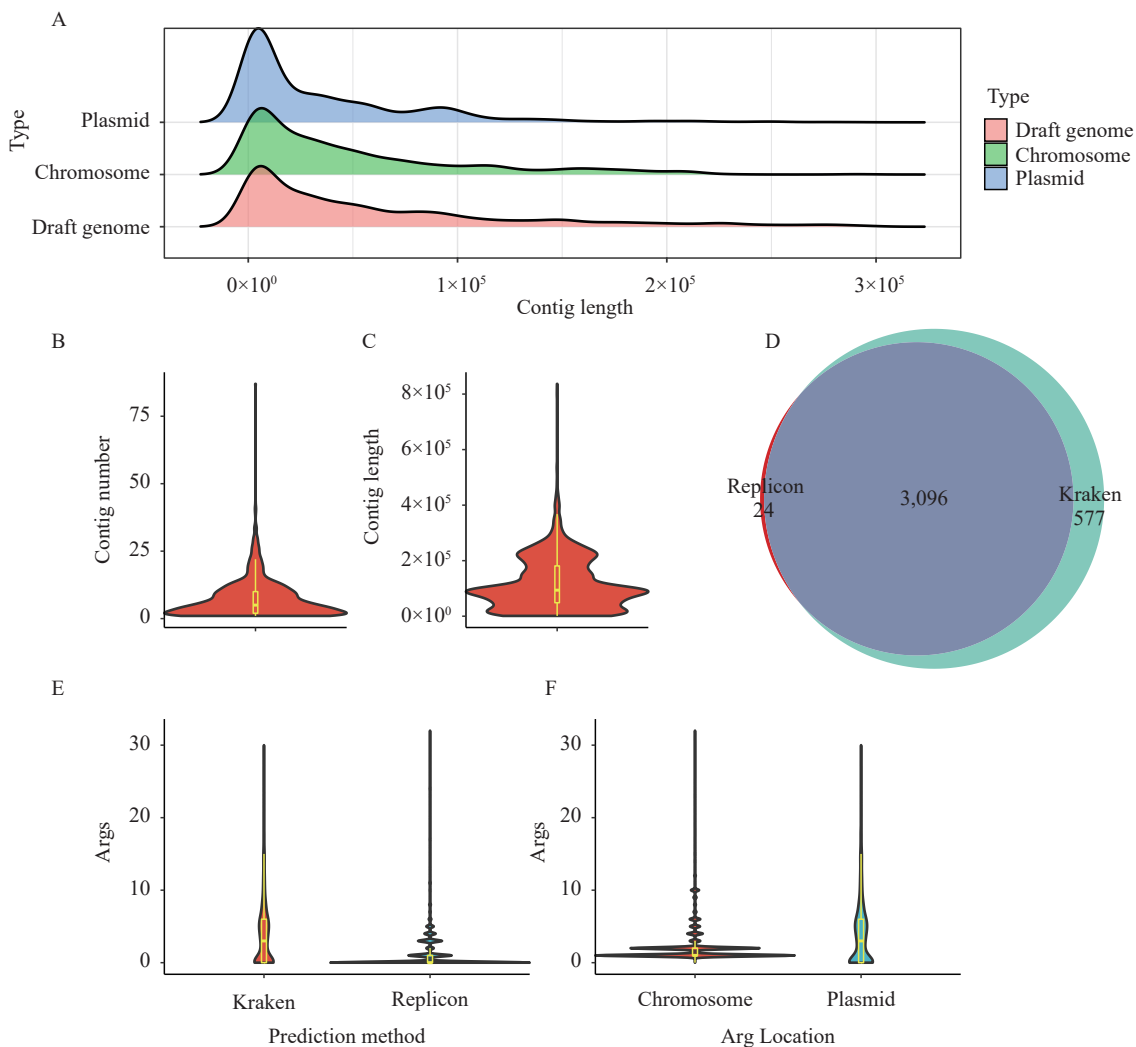 A
Type
Plasmid
Chromosome
Draft genome
0×10⁰
1×10⁵
2×10⁵
3×10⁵
Contig length
Type
Draft genome
Chromosome
Plasmid
B
Contig number
75
50
25
0
C
Contig length
8×10⁵
6×10⁵
4×10⁵
2×10⁵
0×10⁰
D
Replicon
24
3,096
Kraken
577
E
Args
30
20
10
0
Kraken
Replicon
Prediction method
F
Args
30
20
10
0
Chromosome
Plasmid
Arg Location